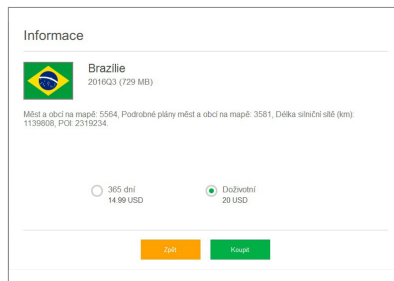 Informace
Brazílie
2016Q3 (729 MB)
Měst a obcí na mapě: 5564, Podrobné plány měst a obcí na mapě: 3581, Délka silniční sítě (km):
1139808, POI: 2319234.
365 dní
14.99 USD
Doživotní
20 USD
Zpět
Koupit